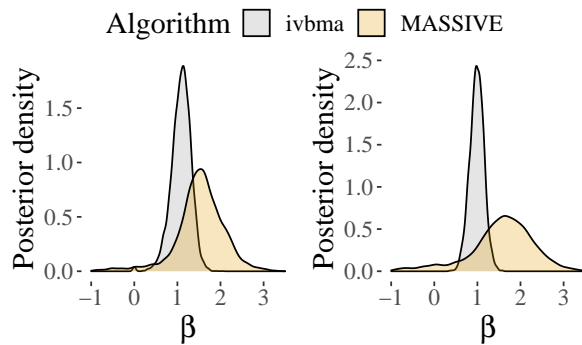 Algorithm ivbma MASSIVE
Posterior density
1.5
1.0
0.5
0.0
−1 0 1 2 3
β
Posterior density
2.5
2.0
1.5
1.0
0.5
0.0
−1 0 1 2 3
β